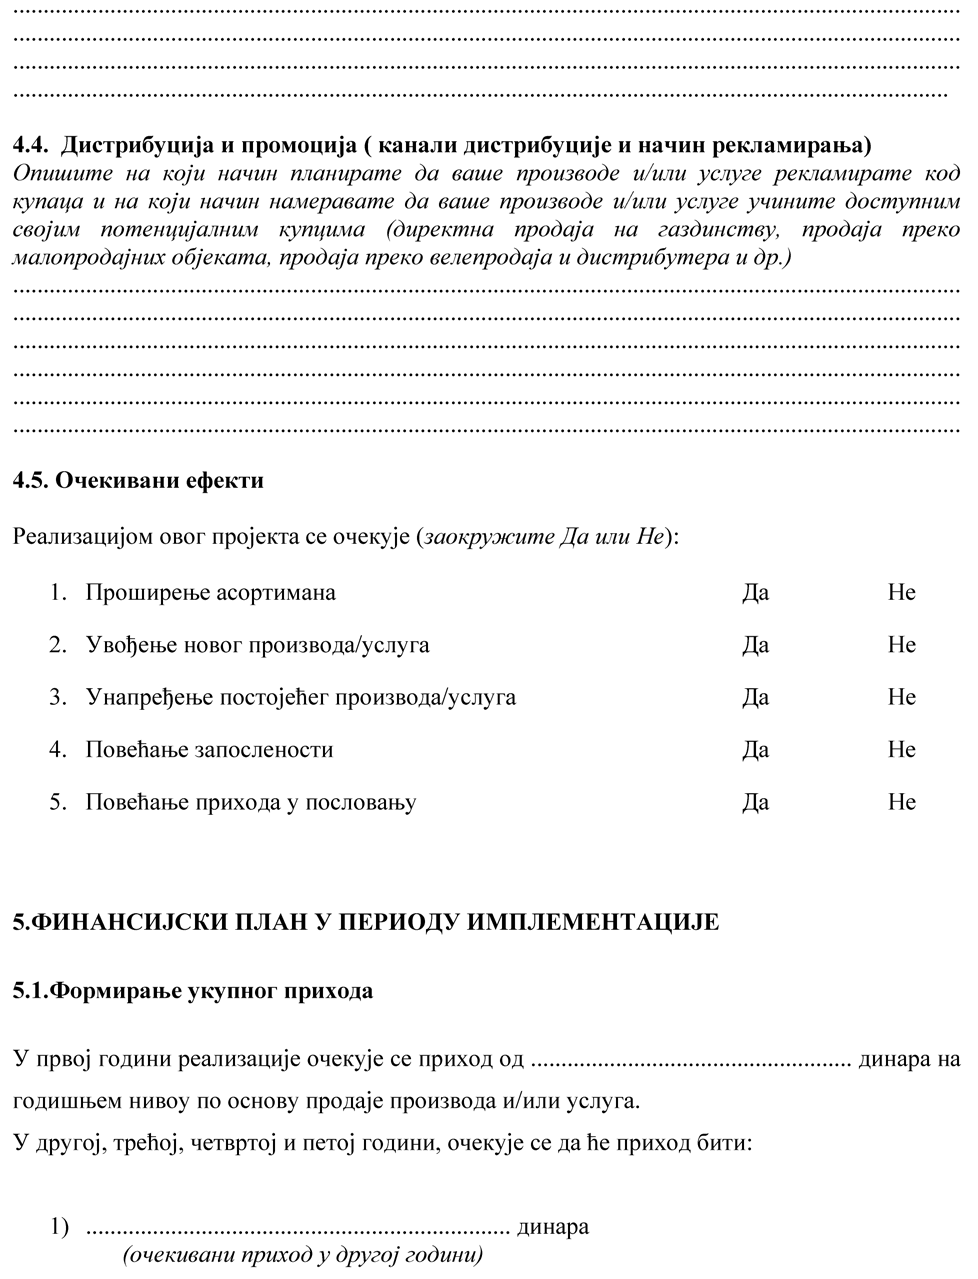 ................................................................................................................................................................
................................................................................................................................................................
................................................................................................................................................................
..............................................................................................................................................................
4.4. Дистрибуција и промоција ( канали дистрибуције и начин рекламирања)
Опишите на који начин планирате да ваше производе и/или услуге рекламирате код
купаца и на који начин намеравате да ваше производе и/или услуге учините доступним
својим потенцијалним купцима (директна продаја на газдинству, продаја преко
малопродајних објеката, продаја преко велепродаја и дистрибутера и др.)
................................................................................................................................................................
................................................................................................................................................................
................................................................................................................................................................
................................................................................................................................................................
................................................................................................................................................................
................................................................................................................................................................
4.5. Очекивани ефекти
Реализацијом овог пројекта се очекује (заокружите Да или Не):
1. Проширење асортимана Да Не
2. Увођење новог производа/услуга Да Не
3. Унапређење постојећег производа/услуга Да Не
4. Повећање запослености Да Не
5. Повећање прихода у пословању Да Не
5.ФИНАНСИЈСКИ ПЛАН У ПЕРИОДУ ИМПЛЕМЕНТАЦИЈЕ
5.1.Формирање укупног прихода
У првој години реализације очекује се приход од ..................................................... динара на
годишњем нивоу по основу продаје производа и/или услуга.
У другој, трећој, четвртој и петој години, очекује се да ће приход бити:
1) ...................................................................... динара
(очекивани приход у другој години)